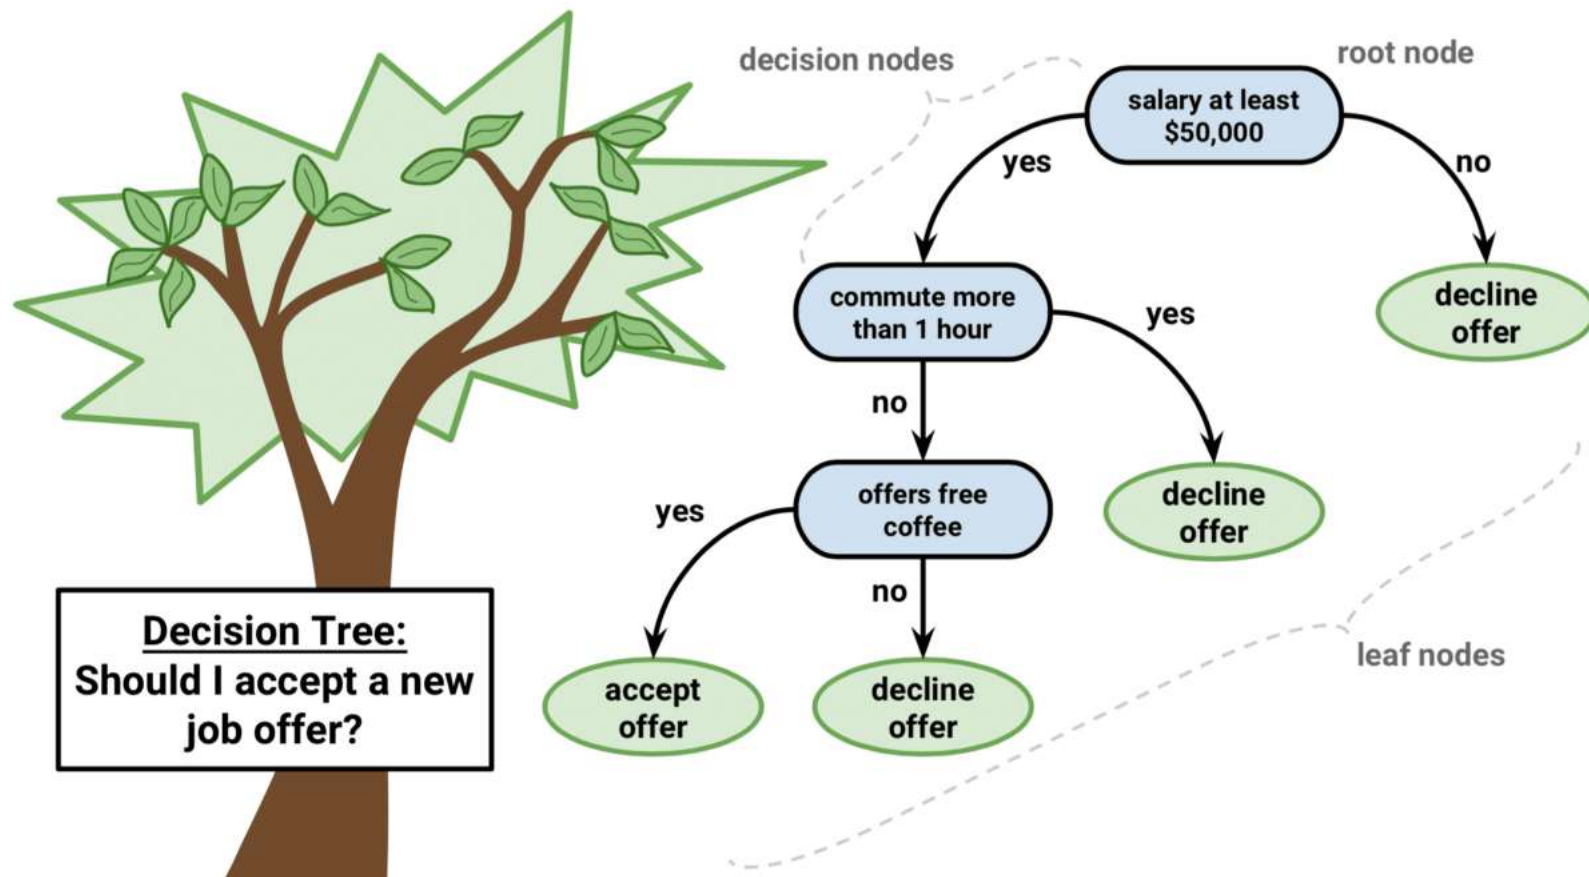 decision nodes
root node
salary at least
$50,000
yes
no
commute more
than 1 hour
yes
decline
offer
no
offers free
coffee
decline
offer
yes
no
accept
offer
decline
offer
leaf nodes
Decision Tree:
Should I accept a new
job offer?